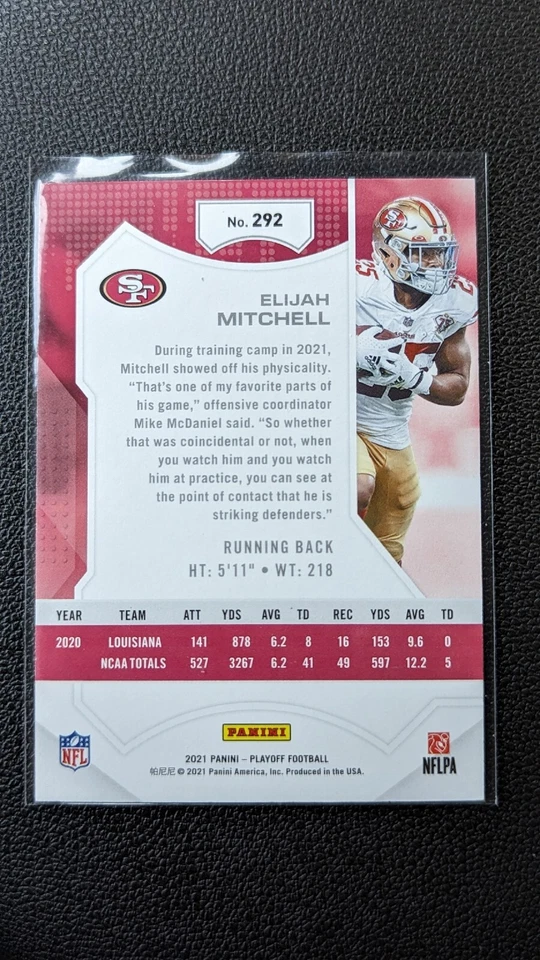 No. 292
SF
ELIJAH
MITCHELL
25
25
During training camp in 2021,
Mitchell showed off his physicality.
“That’s one of my favorite parts of
his game,” offensive coordinator
Mike McDaniel said. “So whether
that was coincidental or not, when
you watch him and you watch
him at practice, you can see at
the point of contact that he is
striking defenders.”
RUNNING BACK
HT: 5'11" • WT: 218
YEAR TEAM ATT YDS AVG TD REC YDS AVG TD
2020 LOUISIANA 141 878 6.2 8 16 153 9.6 0
NCAA TOTALS 527 3267 6.2 41 49 597 12.2 5
NFL
PANINI
NFLPA
2021 PANINI – PLAYOFF FOOTBALL
帕尼尼 © 2021 Panini America, Inc. Produced in the USA.